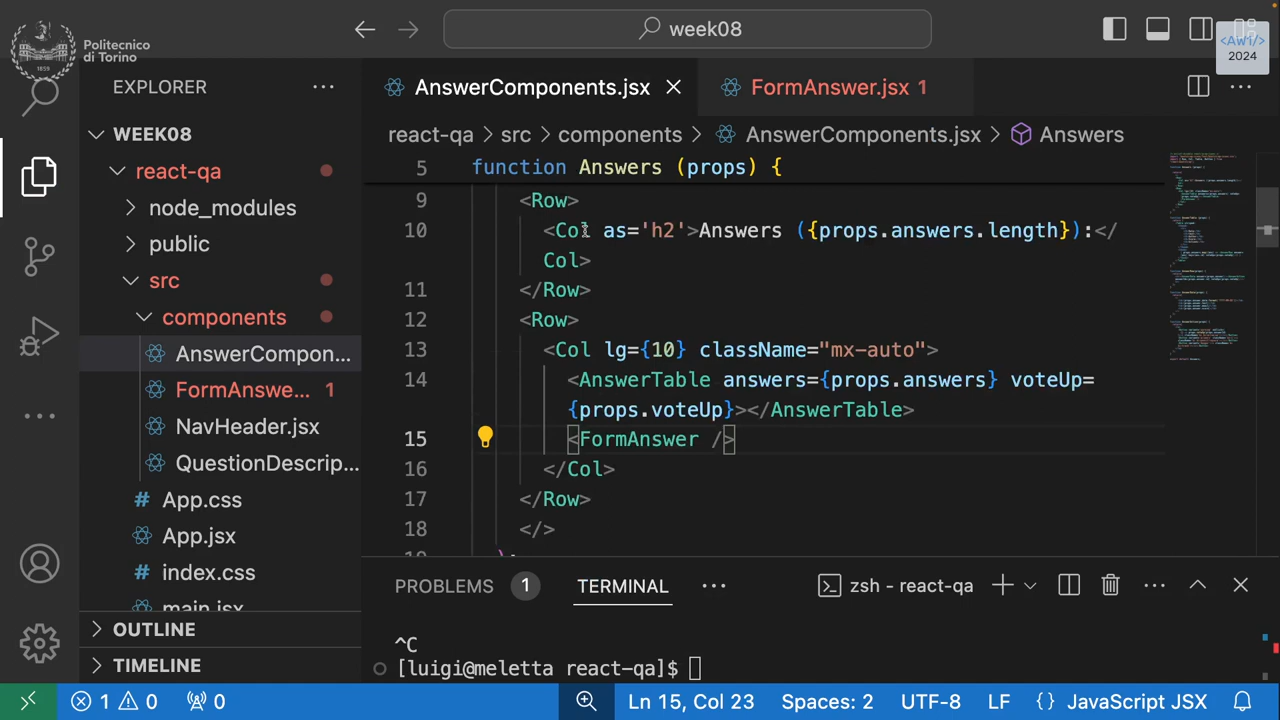 Politecnico
di Torino
1859
week08
<AW1/>
2024
EXPLORER
AnswerComponents.jsx
FormAnswer.jsx 1
WEEK08
react-qa
node_modules
public
src
components
AnswerCompon...
FormAnswe... 1
NavHeader.jsx
QuestionDescrip...
App.css
App.jsx
index.css
main.jsx
OUTLINE
TIMELINE
react-qa > src > components > AnswerComponents.jsx > Answers
5 function Answers (props) {
9 <Row>
10 <Col as='h2'>Answers ({props.answers.length}):</
Col>
11 </Row>
12 <Row>
13 <Col lg={10} className="mx-auto">
14 <AnswerTable answers={props.answers} voteUp=
{props.voteUp}></AnswerTable>
15 <FormAnswer />
16 </Col>
17 </Row>
18 </>
19 );
PROBLEMS 1 TERMINAL zsh - react-qa
^C
[luigi@meletta react-qa]$
1 0 0 Ln 15, Col 23 Spaces: 2 UTF-8 LF {} JavaScript JSX